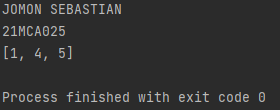 JOMON SEBASTIAN
21MCA025
[1, 4, 5]
Process finished with exit code 0